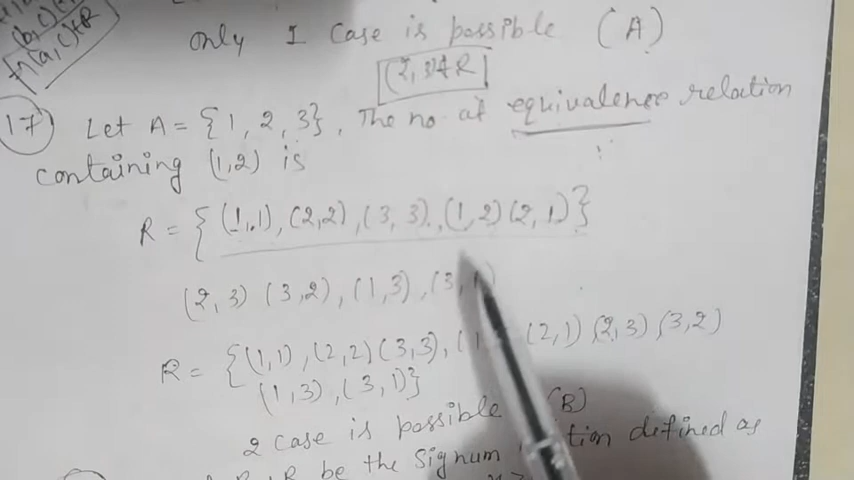 (b,c)∈R
(a,c)∈R
only 1 Case is possible (A)
17 Let A = {1, 2, 3}, The no. of equivalence relation
containing (1,2) is
R = {(1,1), (2,2), (3,3), (1,2) (2,1)}
(2,3) (3,2), (1,3), (3,1)
R = {(1,1), (2,2) (3,3), (2,1) (2,3) (3,2)
(1,3), (3,1)}
2 case is possible (B)
be the Signum defined as